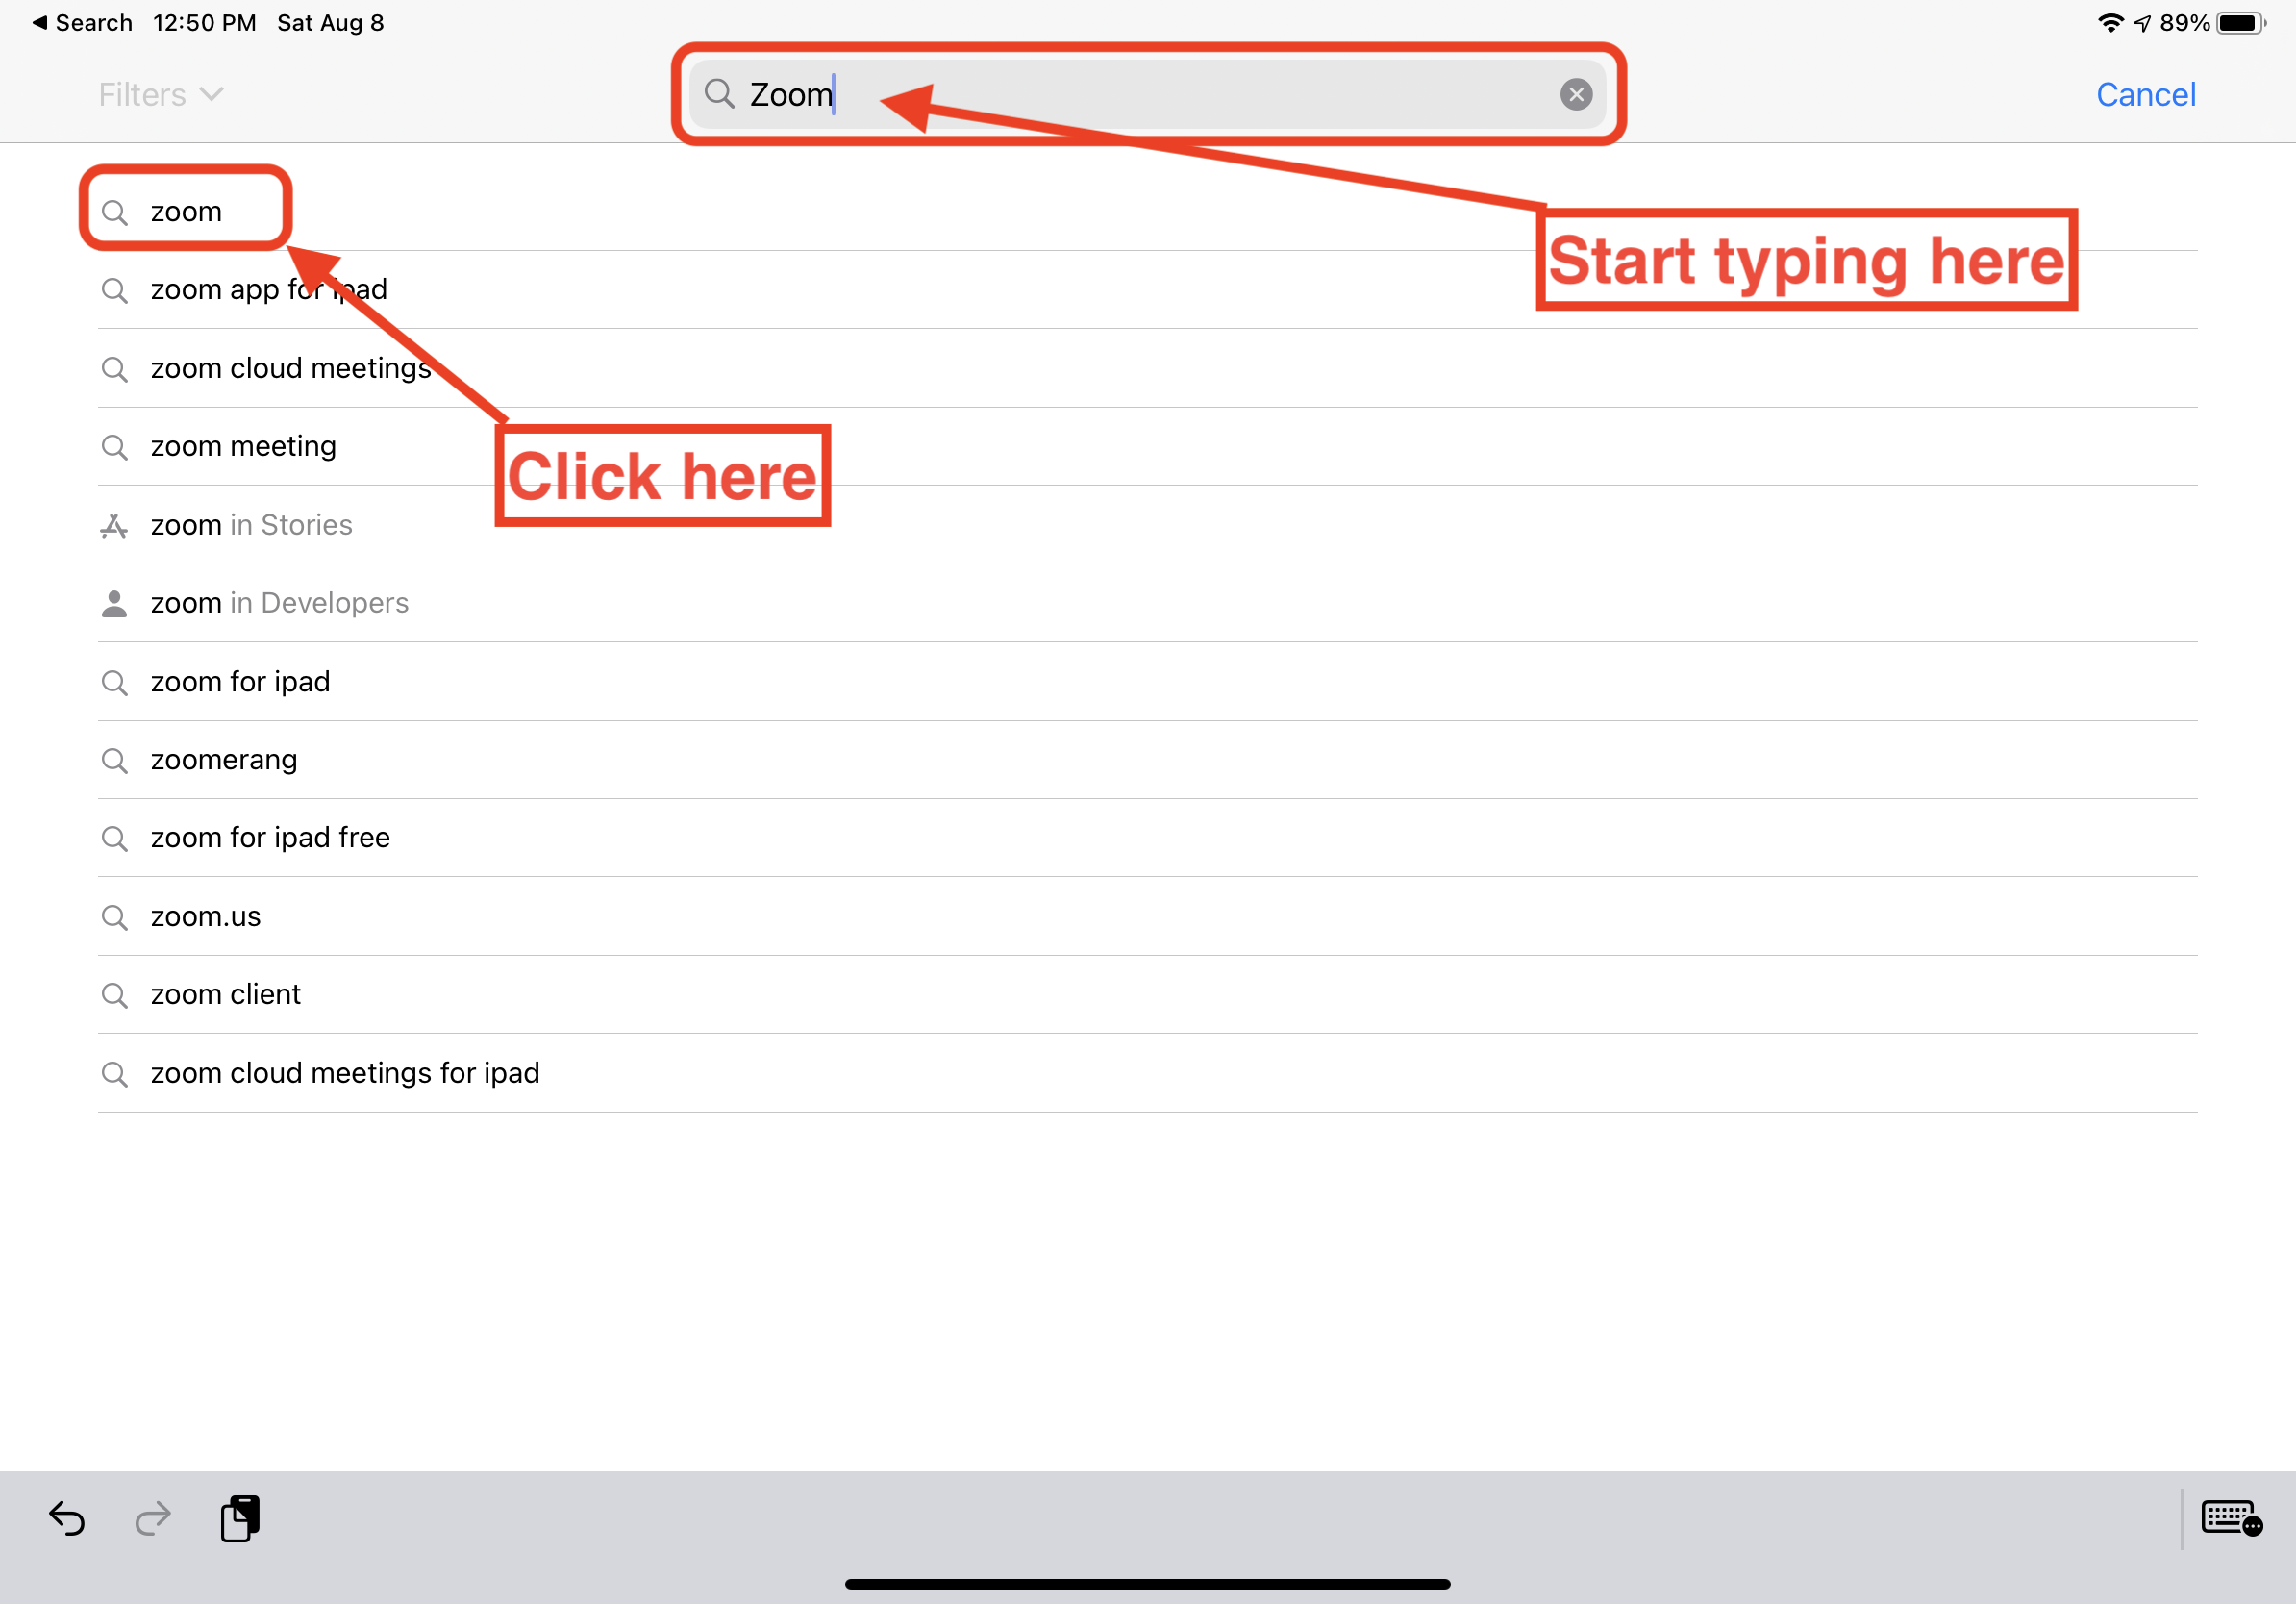 Search 12:50 PM Sat Aug 8 89%
Filters Zoom Cancel
zoom
Start typing here
zoom app for ipad
zoom cloud meetings
zoom meeting
Click here
zoom in Stories
zoom in Developers
zoom for ipad
zoomerang
zoom for ipad free
zoom.us
zoom client
zoom cloud meetings for ipad